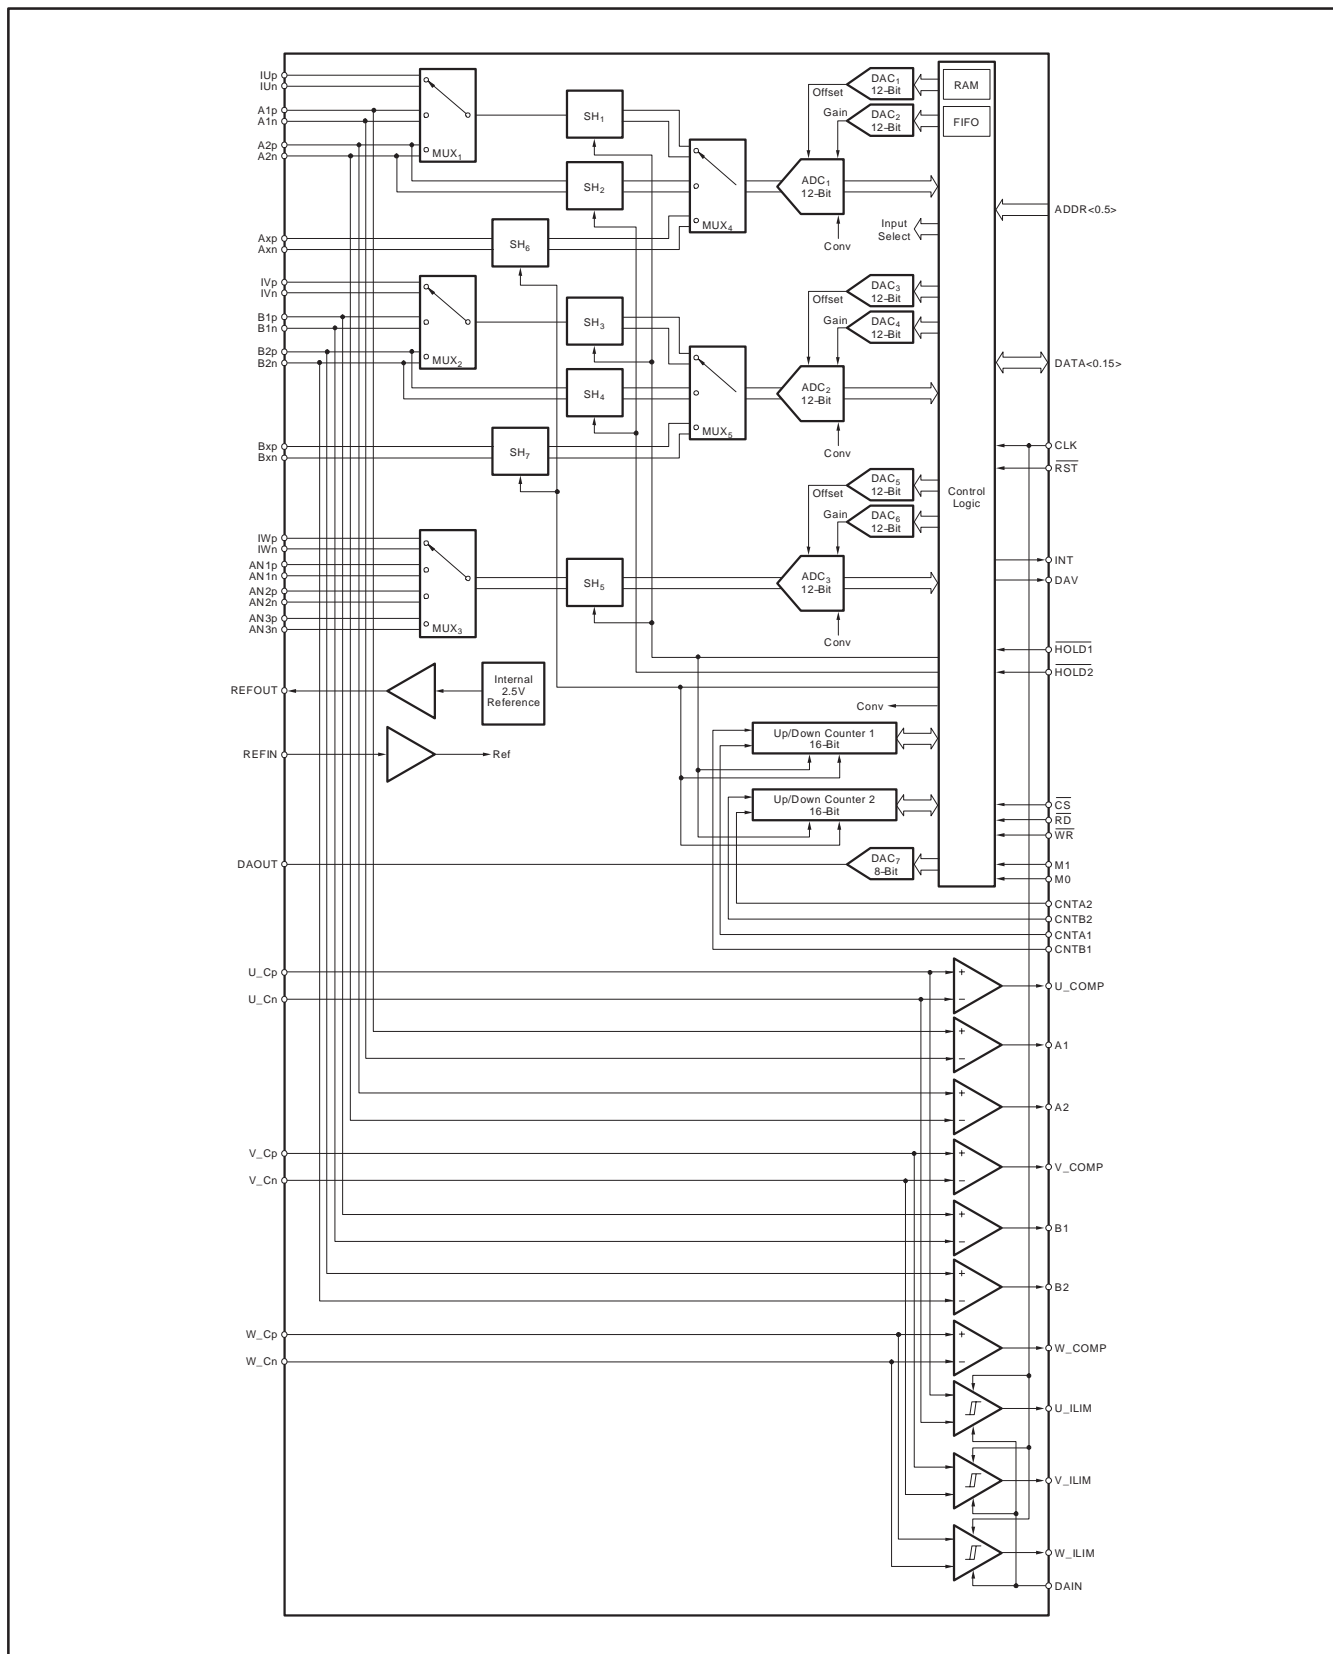 IUp
IUn
A1p
A1n
A2p
A2n
MUX1
SH1
SH2
MUX4
Axp
Axn
SH6
DAC1
12-Bit
Offset
Gain
DAC2
12-Bit
RAM
FIFO
ADC1
12-Bit
Input
Select
Conv
ADDR<0.5>
IVp
IVn
B1p
B1n
B2p
B2n
MUX2
SH3
SH4
MUX5
Bxp
Bxn
SH7
DAC3
12-Bit
Offset
Gain
DAC4
12-Bit
ADC2
12-Bit
Conv
DATA<0.15>
CLK
RST
Control
Logic
IWp
IWn
AN1p
AN1n
AN2p
AN2n
AN3p
AN3n
MUX3
SH5
DAC5
12-Bit
Offset
Gain
DAC6
12-Bit
ADC3
12-Bit
Conv
INT
DAV
HOLD1
HOLD2
REFOUT
Internal
2.5V
Reference
Conv
REFIN
Ref
Up/Down Counter 1
16-Bit
Up/Down Counter 2
16-Bit
CS
RD
WR
DAOUT
DAC7
8-Bit
M1
M0
CNTA2
CNTB2
CNTA1
CNTB1
U_Cp
U_Cn
+
−
U_COMP
+
−
A1
+
−
A2
V_Cp
V_Cn
+
−
V_COMP
+
−
B1
+
−
B2
W_Cp
W_Cn
+
−
W_COMP
U_ILIM
V_ILIM
W_ILIM
DAIN